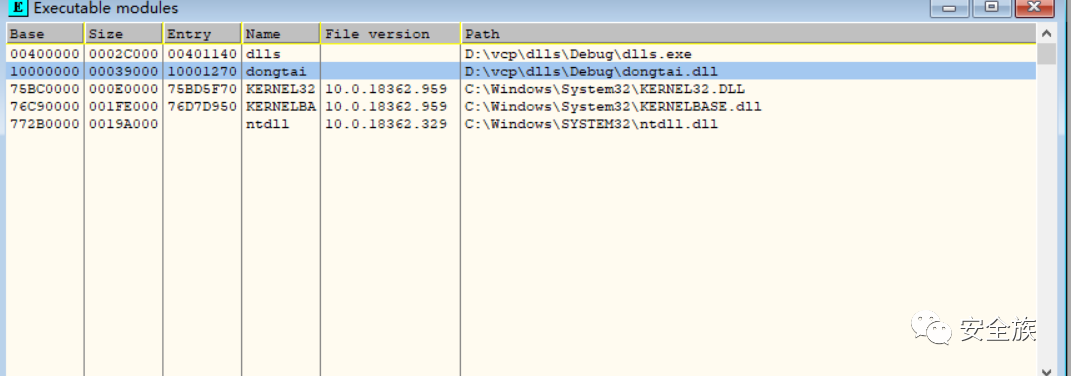 E Executable modules
Base Size Entry Name File version Path
00400000 0002C000 00401140 dlls D:\vcp\dlls\Debug\dlls.exe
10000000 00039000 10001270 dongtai D:\vcp\dlls\Debug\dongtai.dll
75BC0000 000E0000 75BD5F70 KERNEL32 10.0.18362.959 C:\Windows\System32\KERNEL32.DLL
76C90000 001FE000 76D7D950 KERNELBA 10.0.18362.959 C:\Windows\System32\KERNELBASE.dll
772B0000 0019A000 ntdll 10.0.18362.329 C:\Windows\SYSTEM32\ntdll.dll
安全族